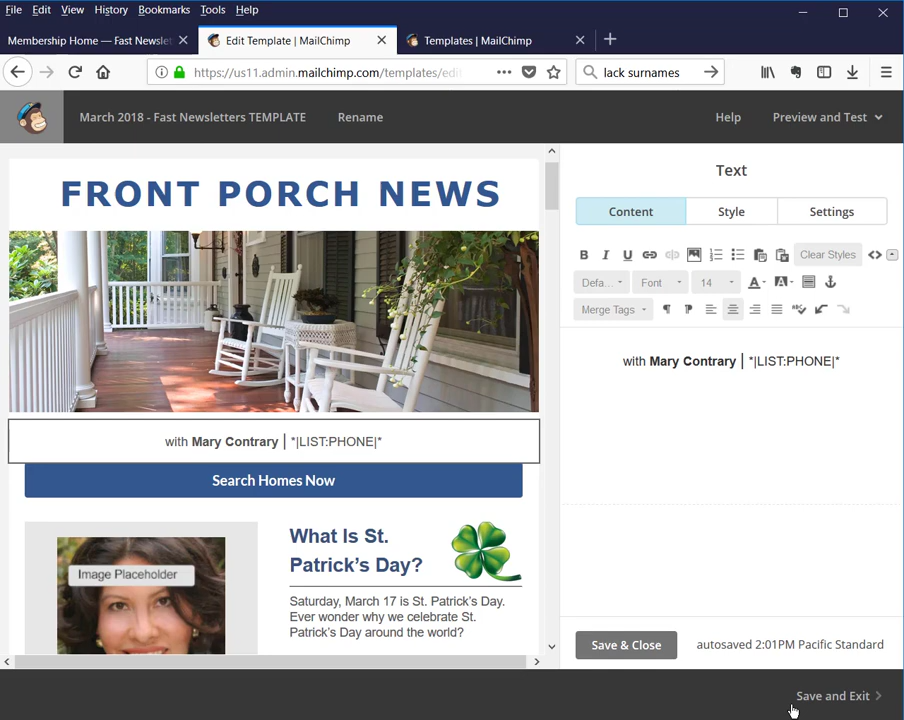 File Edit View History Bookmarks Tools Help
Membership Home — Fast Newslet
Edit Template | MailChimp
Templates | MailChimp
https://us11.admin.mailchimp.com/templates/edit
lack surnames
March 2018 - Fast Newsletters TEMPLATE Rename Help Preview and Test
FRONT PORCH NEWS
with Mary Contrary | *|LIST:PHONE|*
Search Homes Now
Image Placeholder
What Is St.
Patrick's Day?
Saturday, March 17 is St. Patrick's Day.
Ever wonder why we celebrate St.
Patrick's Day around the world?
Text
Content Style Settings
B I U Clear Styles
Defa... Font 14 A A
Merge Tags
with Mary Contrary | *|LIST:PHONE|*
Save & Close autosaved 2:01PM Pacific Standard
Save and Exit